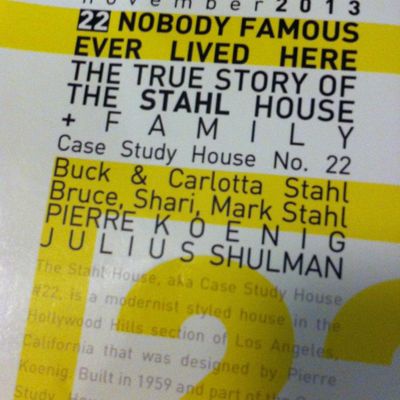 november2013
22 NOBODY FAMOUS
EVER LIVED HERE
THE TRUE STORY OF
THE STAHL HOUSE
+ FAMILY
Case Study House No. 22
Buck & Carlotta Stahl
Bruce, Shari, Mark Stahl
PIERRE KOENIG
JULIUS SHULMAN
The Stahl House, aka Case Study House
#22, is a modernist styled house in the
Hollywood Hills section of Los Angeles,
California that was designed by Pierre
Koenig. Built in 1959 and part of the
Study